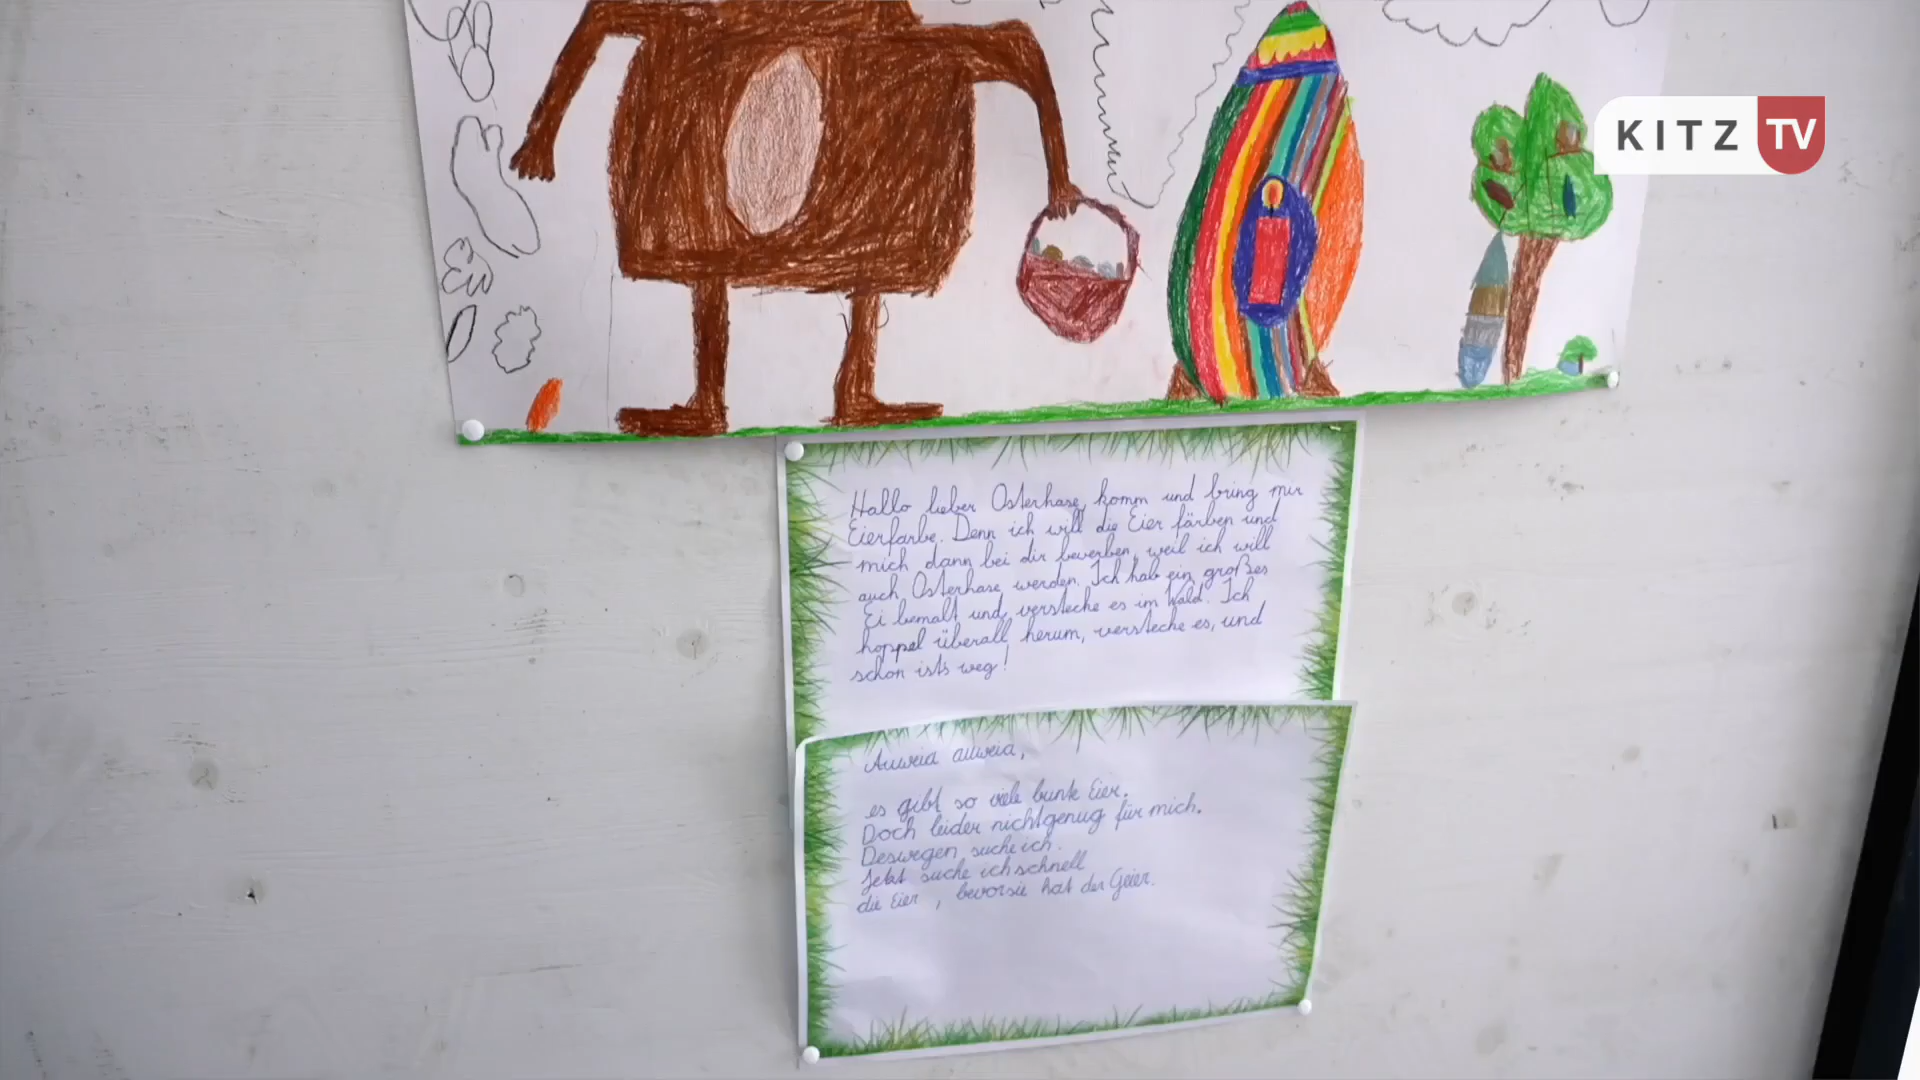 KITZ TV
Hallo lieber Osterhase, komm und bring mir
Eierfarbe. Denn ich will die Eier färben und
mich dann bei dir bewerben, weil ich will
auch Osterhase werden. Ich hab ein großes
Ei bemalt und verstecke es im Wald. Ich
hoppel überall herum, verstecke es, und
schon ists weg!
Auweia auweia,
es gibt so viele bunte Eier.
Doch leider nicht genug für mich.
Deswegen suche ich.
Jetzt suche ich schnell
die Eier, bevor sie hat der Geier.